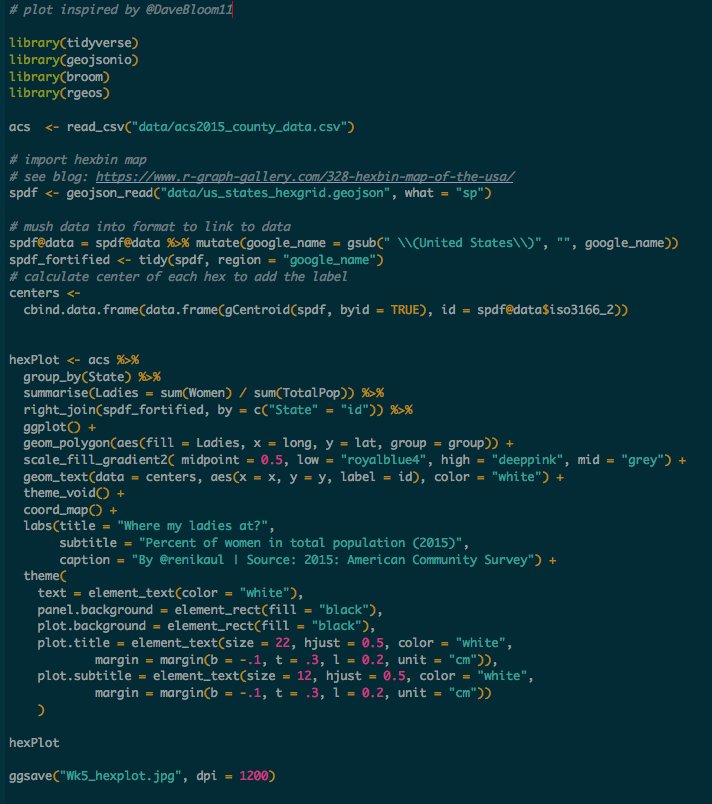 # plot inspired by @DaveBloom11
library(tidyverse)
library(geojsonio)
library(broom)
library(rgeos)
acs  <- read_csv("data/acs2015_county_data.csv")
# import hexbin map
# see blog: https://www.r-graph-gallery.com/328-hexbin-map-of-the-usa/
spdf <- geojson_read("data/us_states_hexgrid.geojson", what = "sp")
# mush data into format to link to data
spdf@data = spdf@data %>% mutate(google_name = gsub(" \\(United States\\)", "", google_name))
spdf_fortified <- tidy(spdf, region = "google_name")
# calculate center of each hex to add the label
centers <-
  cbind.data.frame(data.frame(gCentroid(spdf, byid = TRUE), id = spdf@data$iso3166_2))
hexPlot <- acs %>%
  group_by(State) %>%
  summarise(Ladies = sum(Women) / sum(TotalPop)) %>%
  right_join(spdf_fortified, by = c("State" = "id")) %>%
  ggplot() +
  geom_polygon(aes(fill = Ladies, x = long, y = lat, group = group)) +
  scale_fill_gradient2( midpoint = 0.5, low = "royalblue4", high = "deeppink", mid = "grey") +
  geom_text(data = centers, aes(x = x, y = y, label = id), color = "white") +
  theme_void() +
  coord_map() +
  labs(title = "Where my ladies at?",
       subtitle = "Percent of women in total population (2015)",
       caption = "By @renikaul | Source: 2015: American Community Survey") +
  theme(
    text = element_text(color = "white"),
    panel.background = element_rect(fill = "black"),
    plot.background = element_rect(fill = "black"),
    plot.title = element_text(size = 22, hjust = 0.5, color = "white",
            margin = margin(b = -.1, t = .3, l = 0.2, unit = "cm")),
    plot.subtitle = element_text(size = 12, hjust = 0.5, color = "white",
            margin = margin(b = -.1, t = .3, l = 0.2, unit = "cm"))
    )
hexPlot
ggsave("Wk5_hexplot.jpg", dpi = 1200)